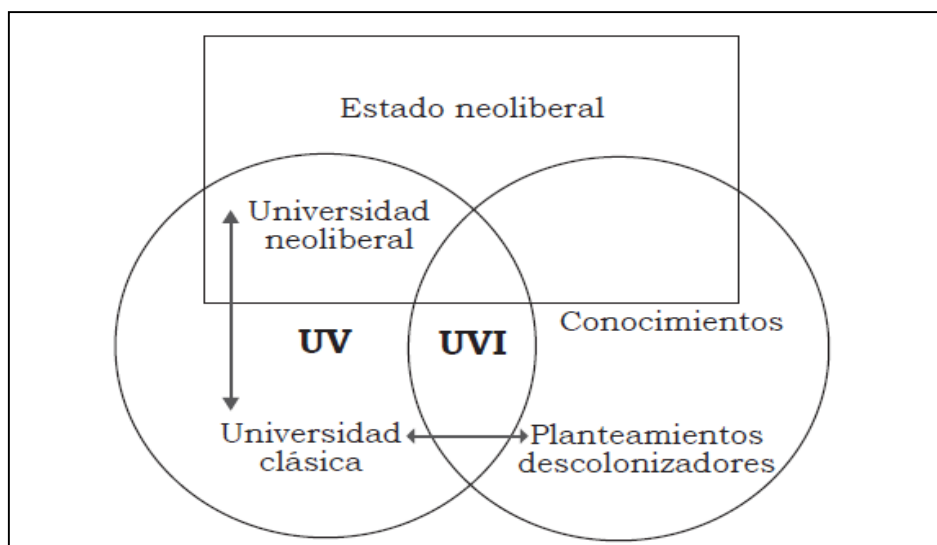 Estado neoliberal
Universidad
neoliberal
Conocimientos
UV
UVI
Universidad
clásica
Planteamientos
descolonizadores